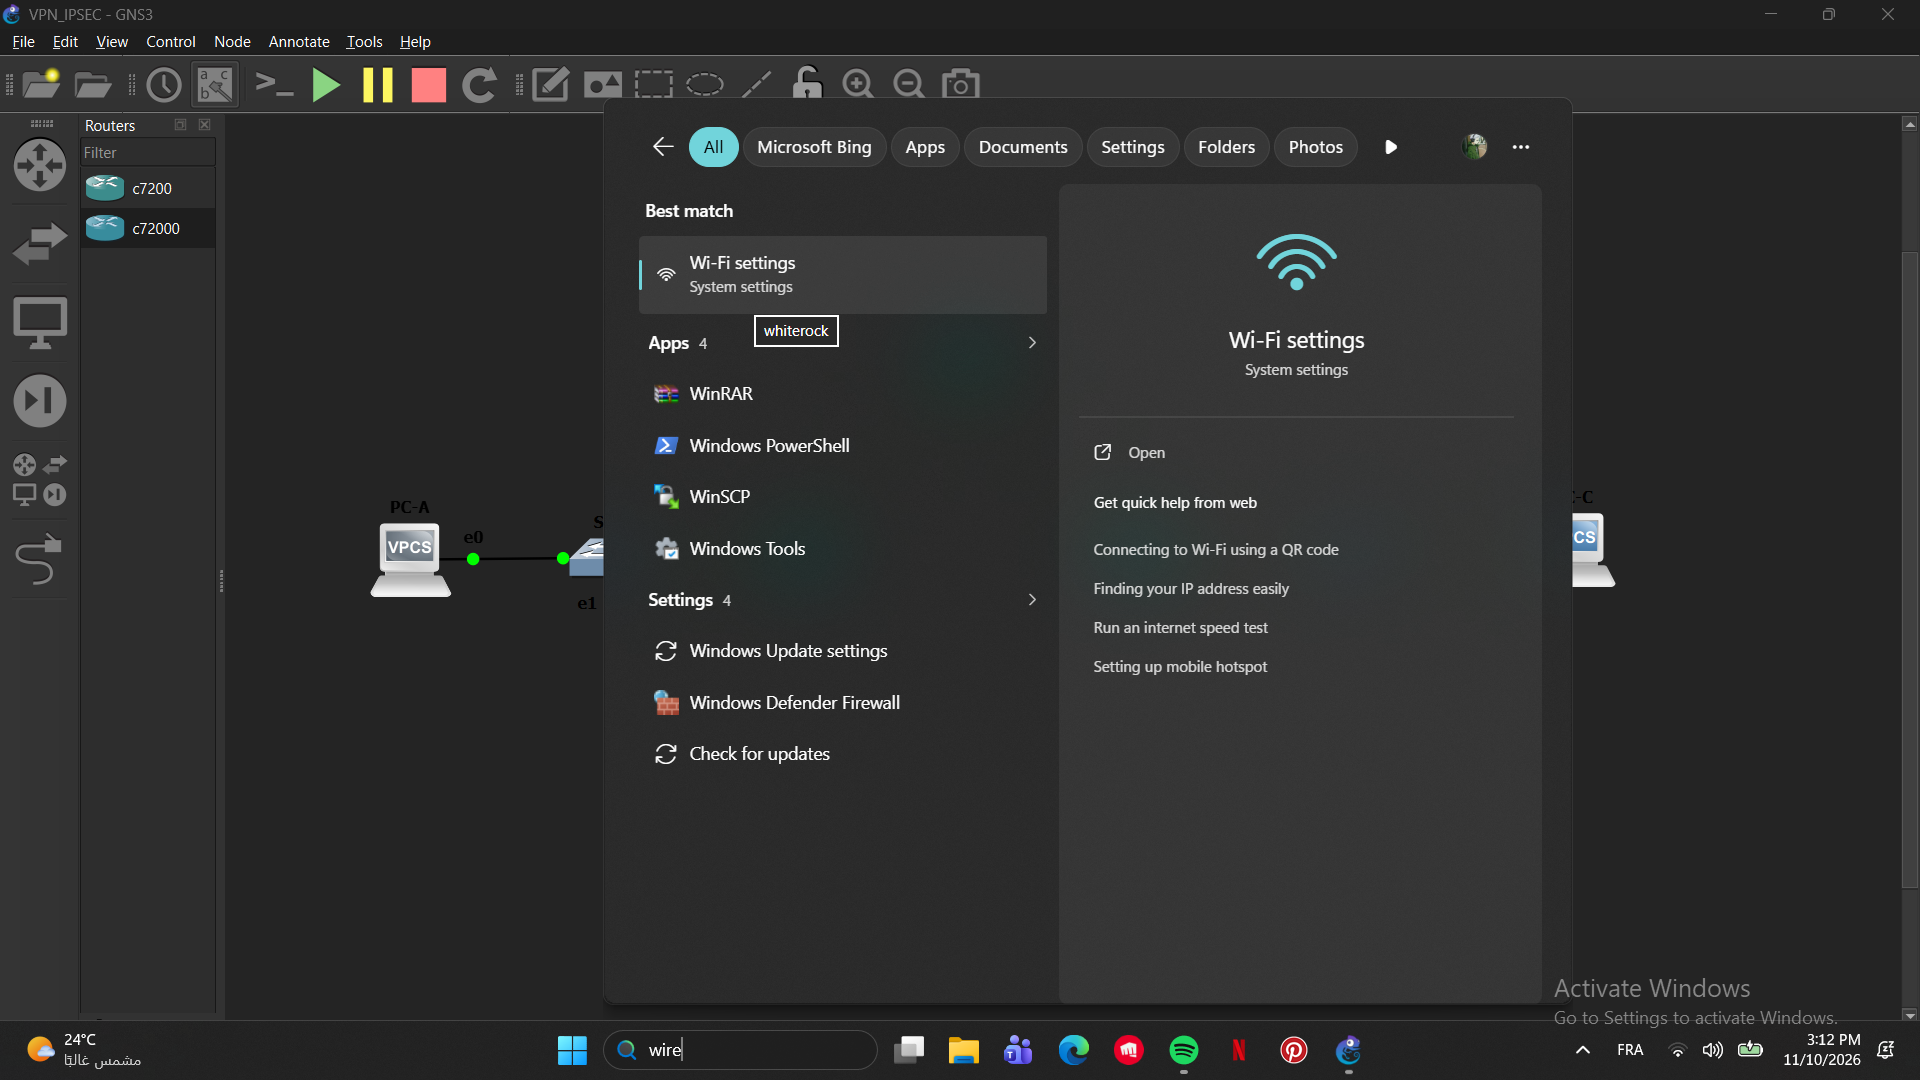 VPN_IPSEC - GNS3
File Edit View Control Node Annotate Tools Help
Routers
Filter
c7200
c72000
PC-A
VPCS
e0
S
e1
All Microsoft Bing Apps Documents Settings Folders Photos
Best match
Wi-Fi settings
System settings
whiterock
Apps 4
WinRAR
Windows PowerShell
WinSCP
Windows Tools
Settings 4
Windows Update settings
Windows Defender Firewall
Check for updates
Wi-Fi settings
System settings
Open
Get quick help from web
Connecting to Wi-Fi using a QR code
Finding your IP address easily
Run an internet speed test
Setting up mobile hotspot
-C
CS
Activate Windows
Go to Settings to activate Windows.
24°C
مشمس غالبًا
wire
FRA
3:12 PM
11/10/2026